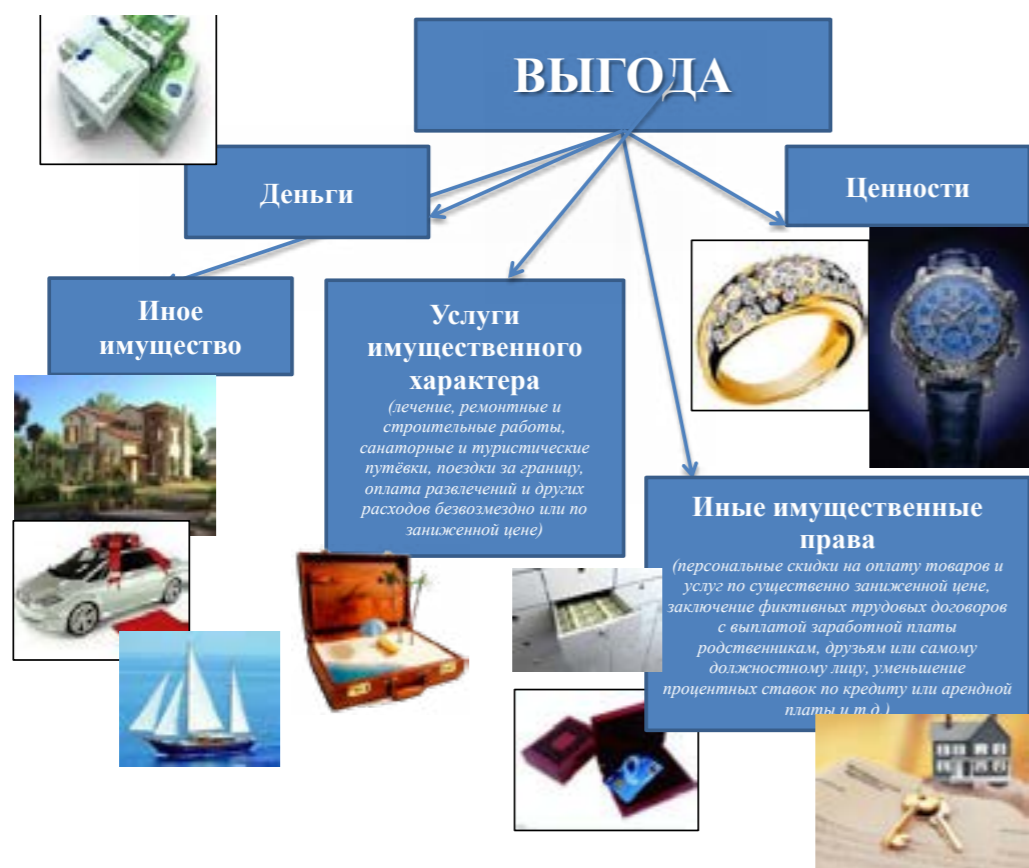 ВЫГОДА
Деньги
Ценности
Иное
имущество
Услуги
имущественного
характера
(лечение, ремонтные и
строительные работы,
санаторные и туристические
путёвки, поездки за границу,
оплата развлечений и других
расходов безвозмездно или по
заниженной цене)
Иные имущественные
права
(персональные скидки на оплату товаров и
услуг по существенно заниженной цене,
заключение фиктивных трудовых договоров
с выплатой заработной платы
родственникам, друзьям или самому
должностному лицу, уменьшение
процентных ставок по кредиту или арендной
платы и т.д.)